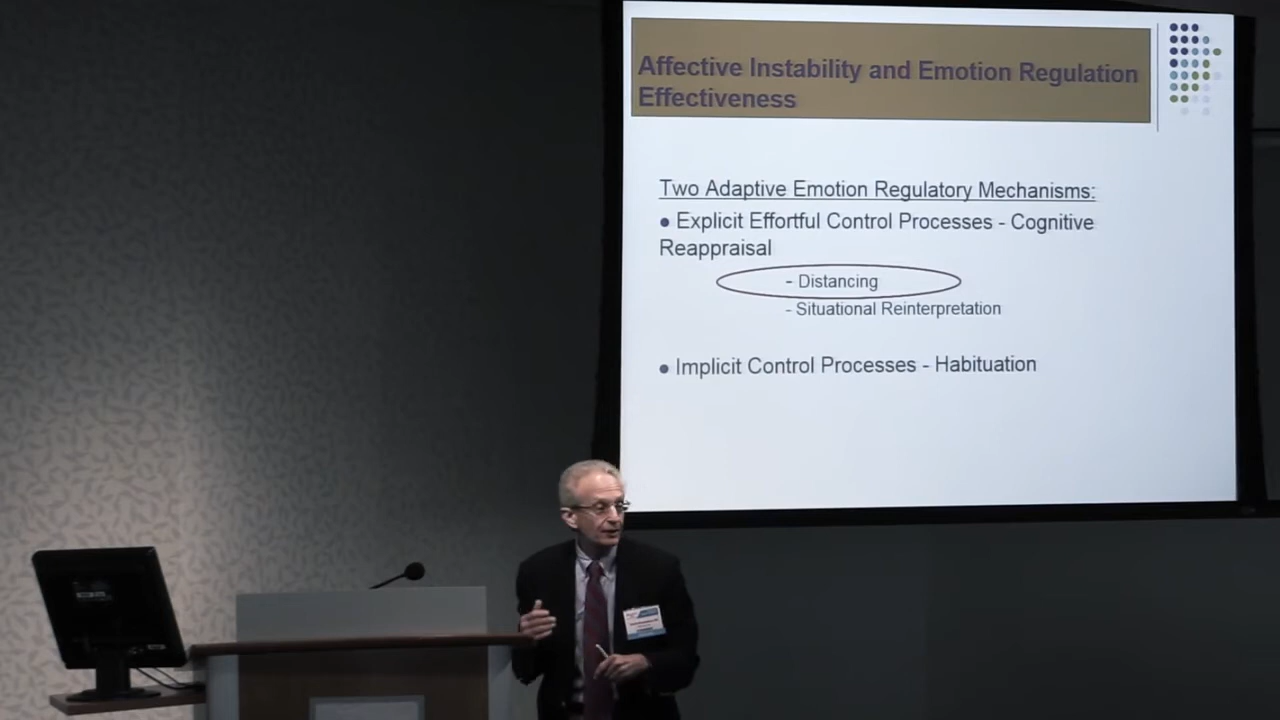 Affective Instability and Emotion Regulation
Effectiveness
Two Adaptive Emotion Regulatory Mechanisms:
● Explicit Effortful Control Processes - Cognitive
Reappraisal
- Distancing
- Situational Reinterpretation
● Implicit Control Processes - Habituation